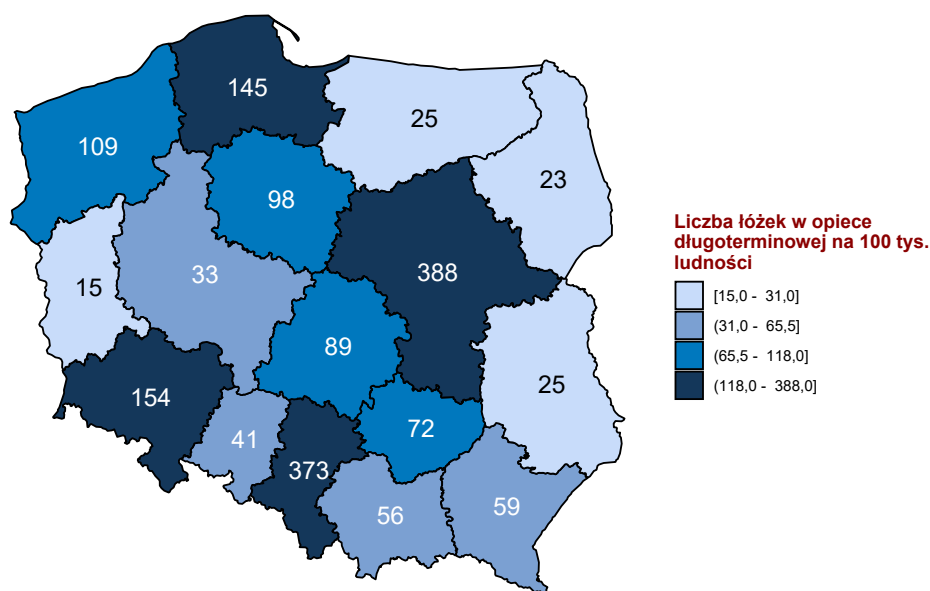 145
25
109
23
98
388
33
15
89
25
154
72
41
373
59
56
Liczba łóżek w opiece
długoterminowej na 100 tys.
ludności
[15,0 - 31,0]
(31,0 - 65,5]
(65,5 - 118,0]
(118,0 - 388,0]